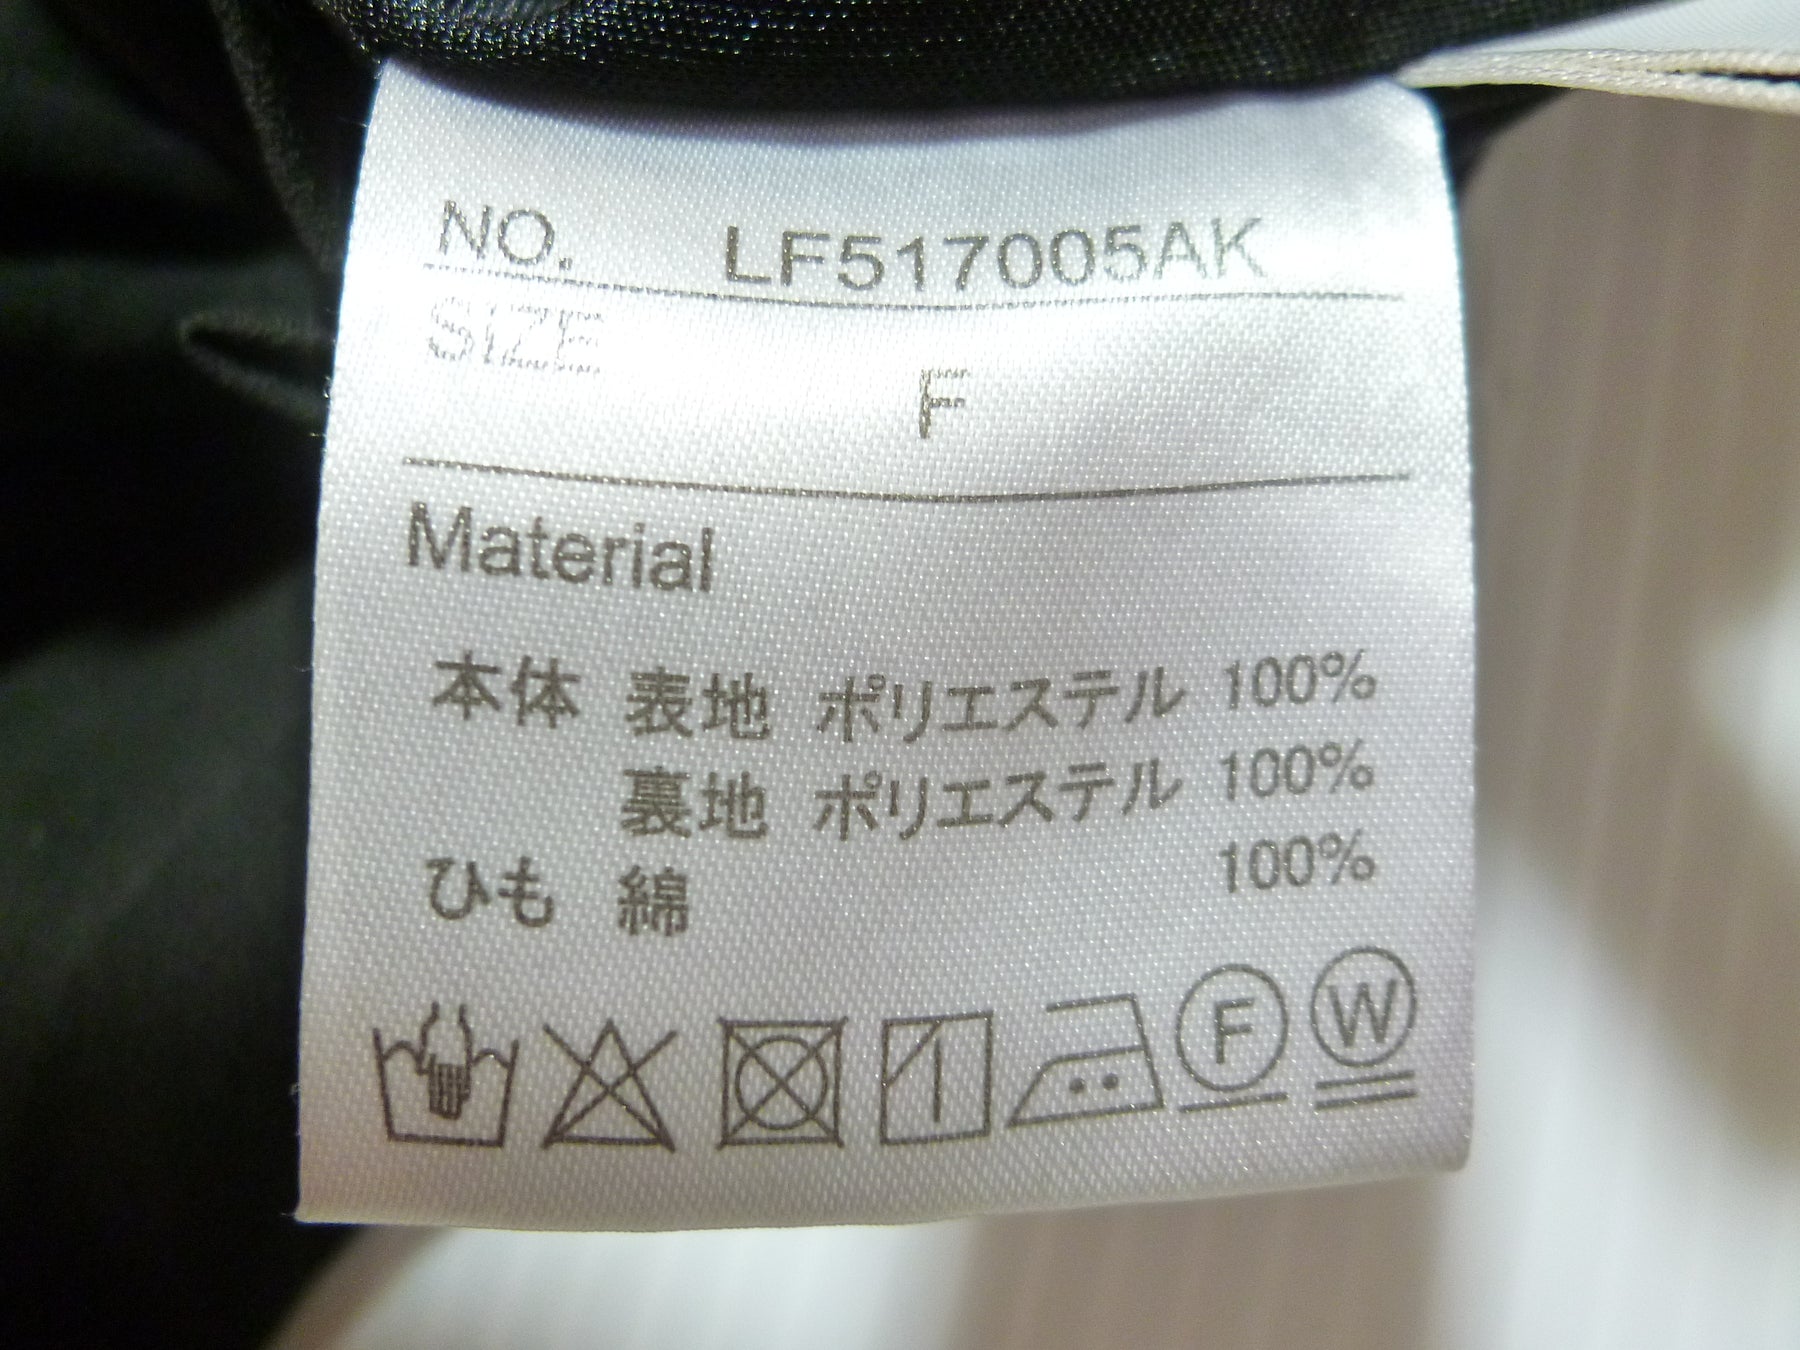 NO. LF517005AK
SIZE
F
Material
本体 表地 ポリエステル 100%
裏地 ポリエステル 100%
ひも 綿 100%
F W